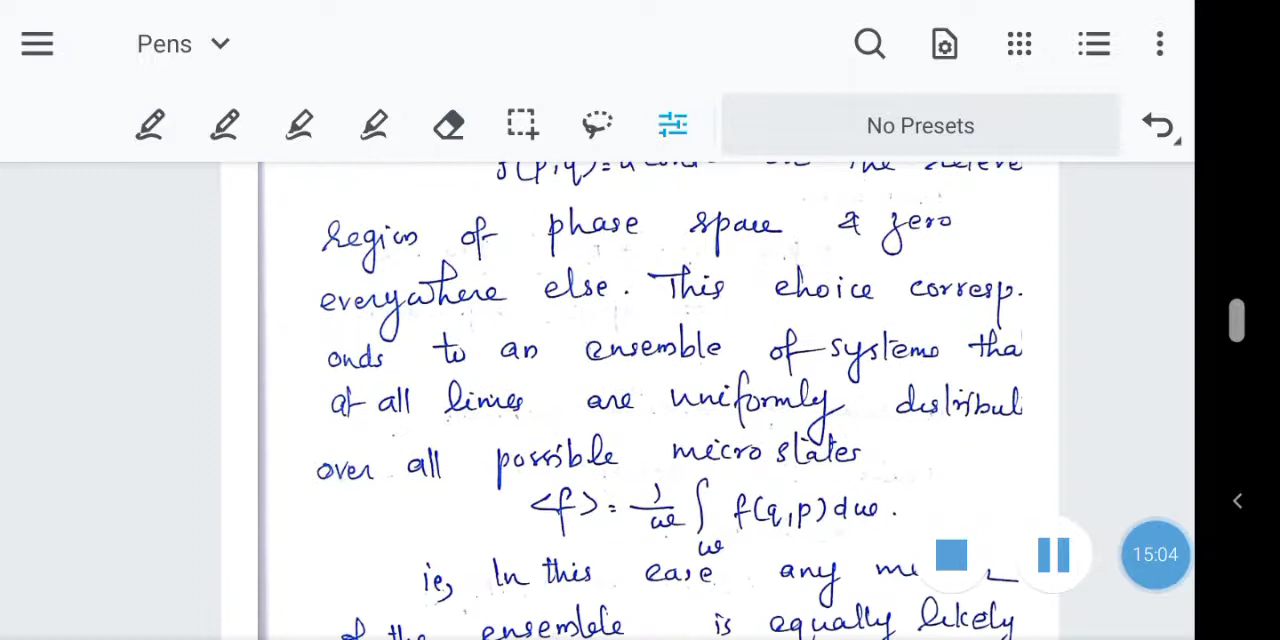 Pens
No Presets
region of phase space & zero
everywhere else. This choice corresp.
onds to an ensemble of systems tha
at all times are uniformly distribut
over all possible micro states
<f> = 1/ω ∫ω f(q,p) dω.
ie, In this case any
of the ensemble is equally likely
15:04